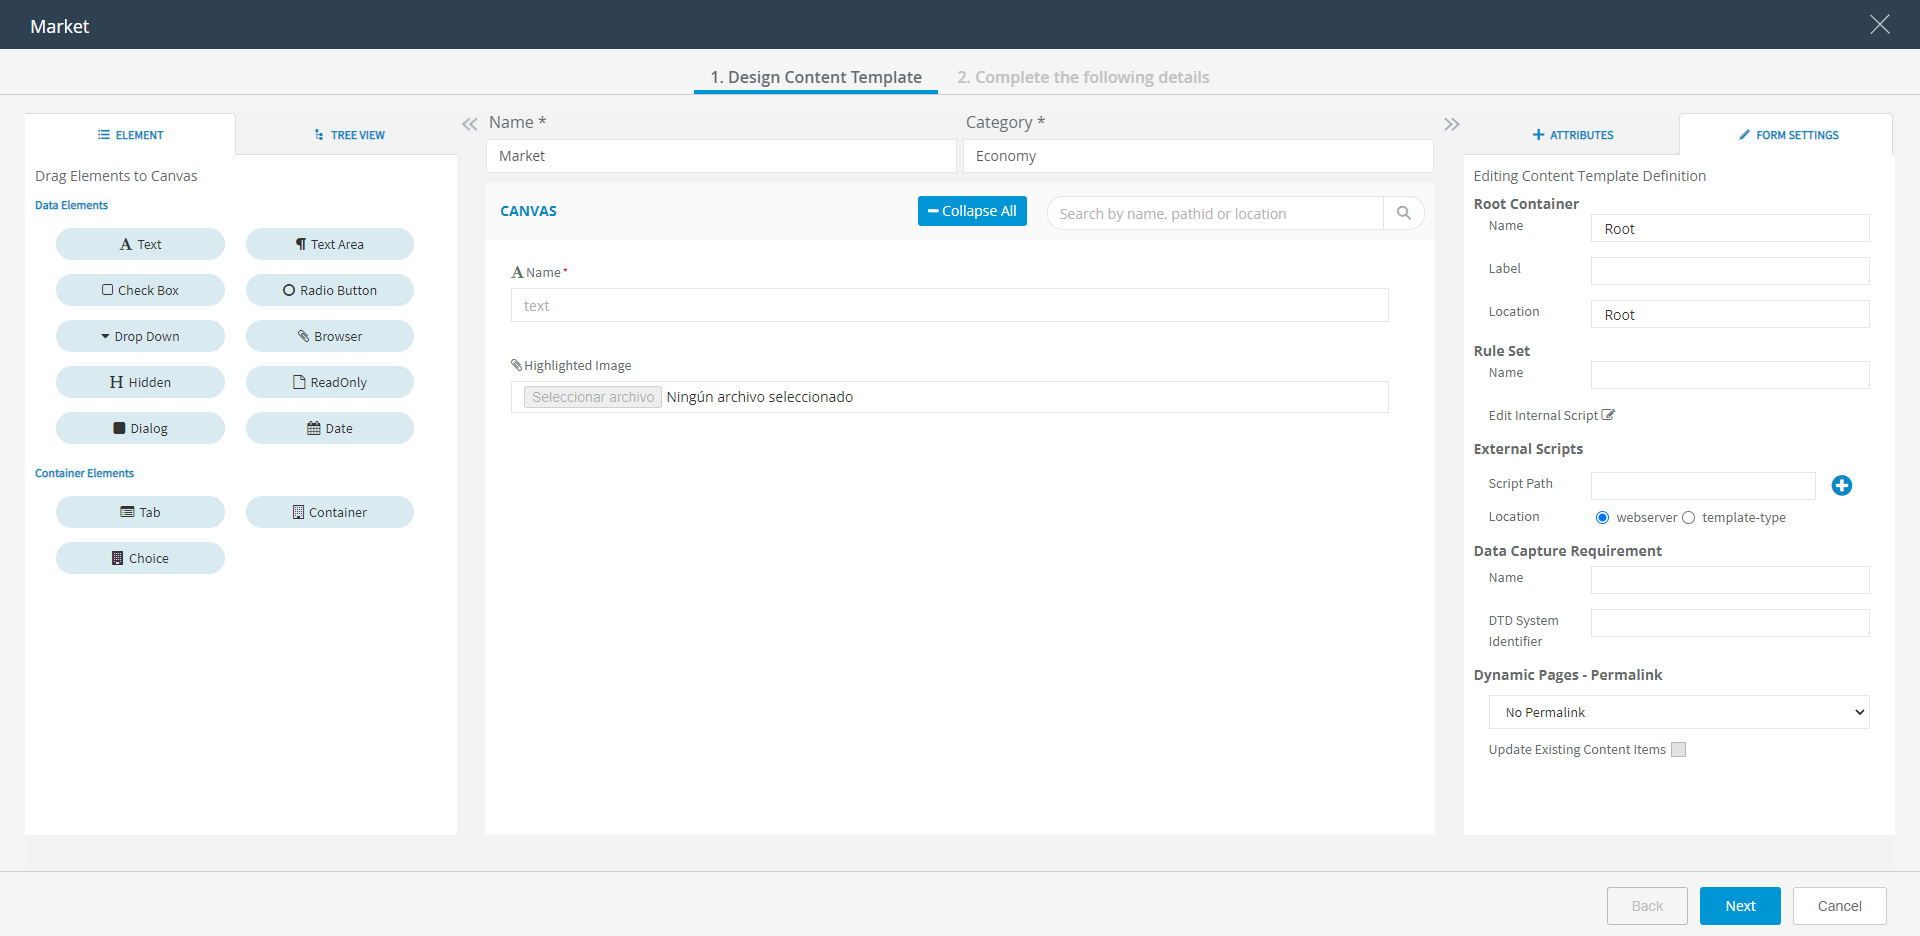 Market
1. Design Content Template
2. Complete the following details
ELEMENT
TREE VIEW
Drag Elements to Canvas
Data Elements
Text
Text Area
Check Box
Radio Button
Drop Down
Browser
Hidden
ReadOnly
Dialog
Date
Container Elements
Tab
Container
Choice
Name *
Category *
Market
Economy
CANVAS
Collapse All
Search by name, pathid or location
Name*
text
Highlighted Image
Seleccionar archivo Ningún archivo seleccionado
ATTRIBUTES
FORM SETTINGS
Editing Content Template Definition
Root Container
Name
Root
Label
Location
Root
Rule Set
Name
Edit Internal Script
External Scripts
Script Path
Location
webserver
template-type
Data Capture Requirement
Name
DTD System
Identifier
Dynamic Pages - Permalink
No Permalink
Update Existing Content Items
Back
Next
Cancel